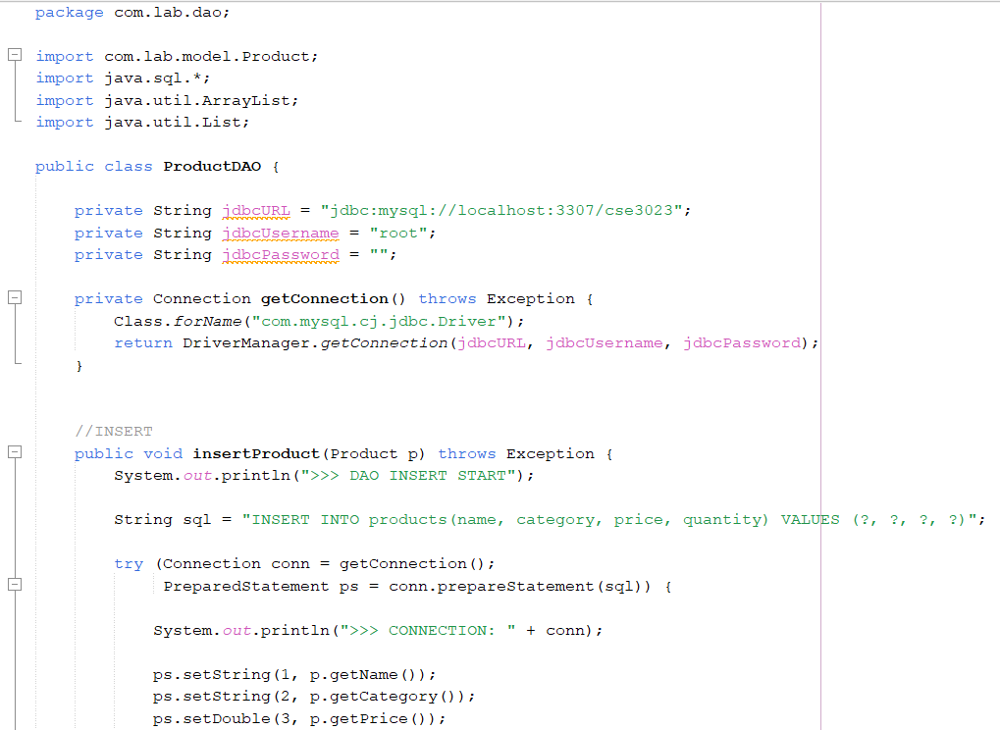 package com.lab.dao;
import com.lab.model.Product;
import java.sql.*;
import java.util.ArrayList;
import java.util.List;
public class ProductDAO {
private String jdbcURL = "jdbc:mysql://localhost:3307/cse3023";
private String jdbcUsername = "root";
private String jdbcPassword = "";
private Connection getConnection() throws Exception {
Class.forName("com.mysql.cj.jdbc.Driver");
return DriverManager.getConnection(jdbcURL, jdbcUsername, jdbcPassword);
}
//INSERT
public void insertProduct(Product p) throws Exception {
System.out.println(">>> DAO INSERT START");
String sql = "INSERT INTO products(name, category, price, quantity) VALUES (?, ?, ?, ?)";
try (Connection conn = getConnection();
PreparedStatement ps = conn.prepareStatement(sql)) {
System.out.println(">>> CONNECTION: " + conn);
ps.setString(1, p.getName());
ps.setString(2, p.getCategory());
ps.setDouble(3, p.getPrice());